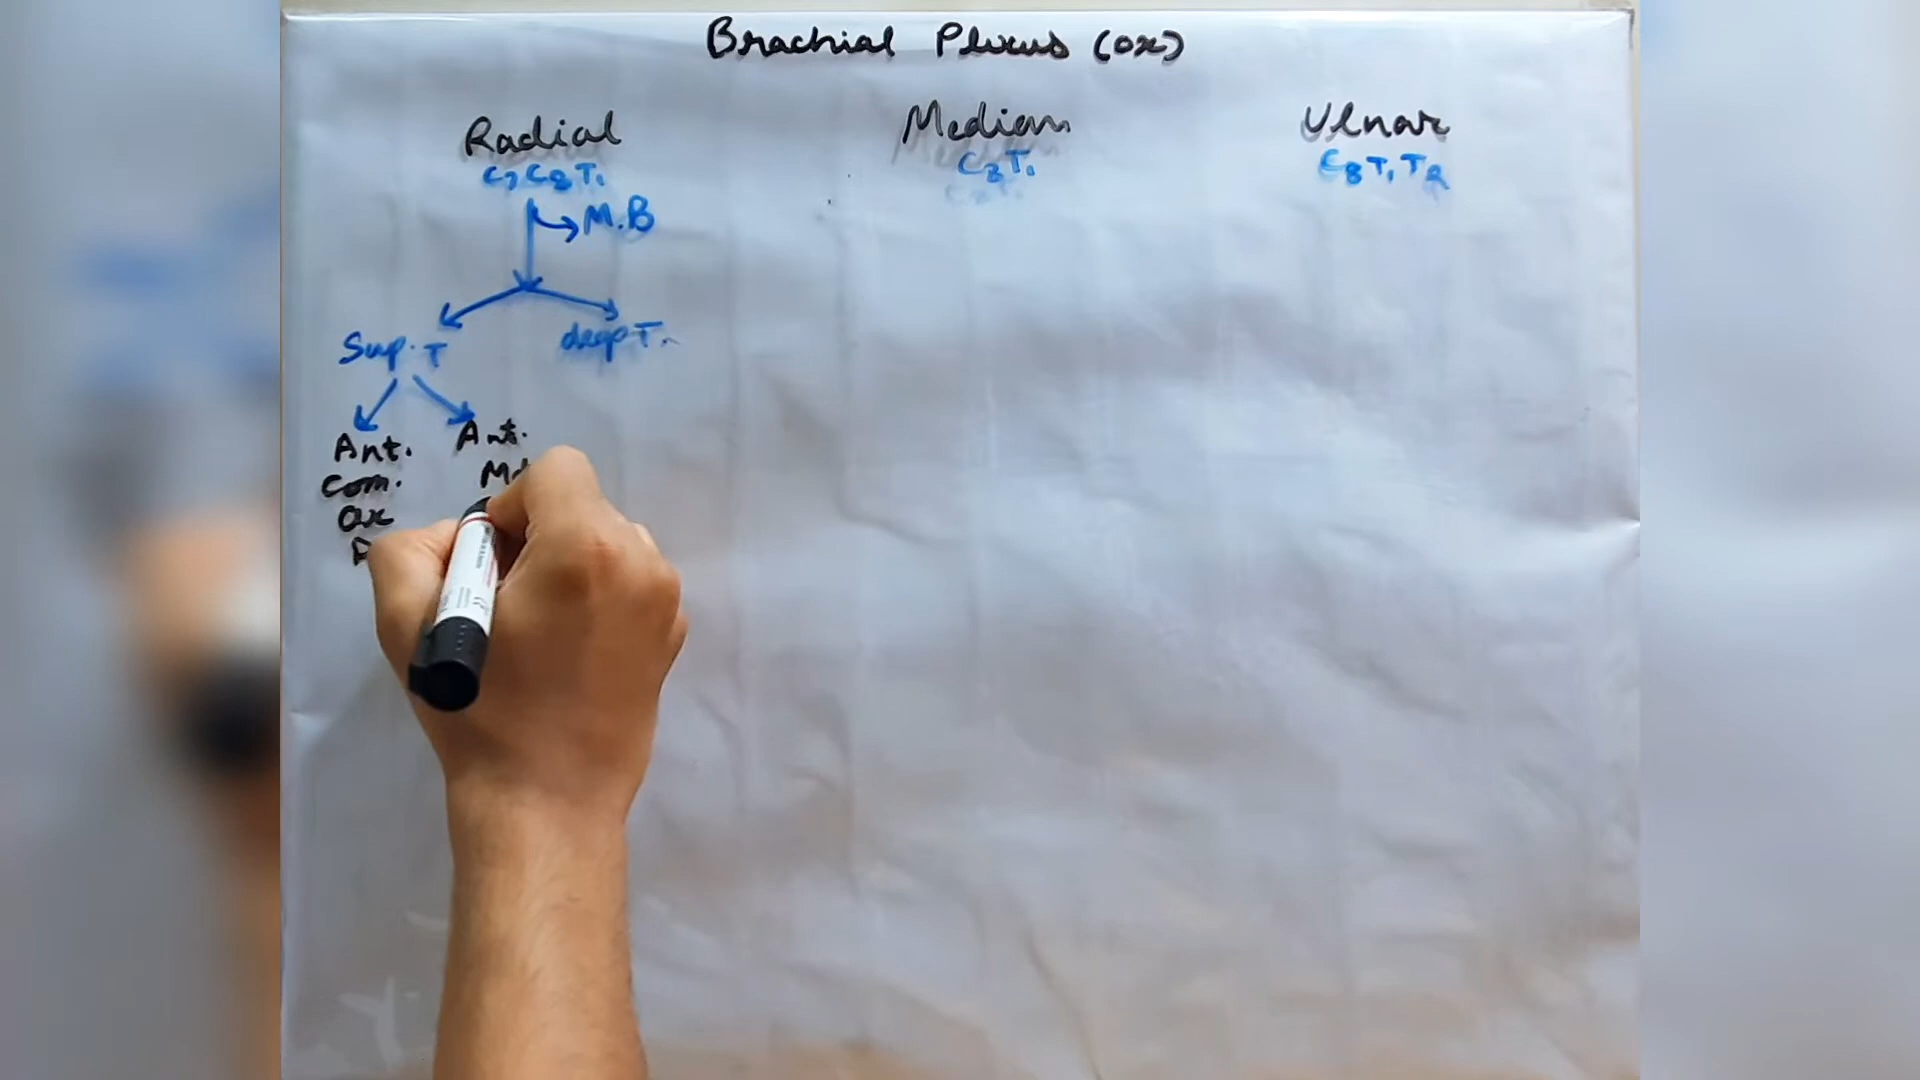 Brachial Plexus (ox)
Radial
C7 C8 T1
M.B
Sup. T
deep T.
Ant.
com.
ox
Ant.
Median
C8 T1
Ulnar
C8 T1 T2